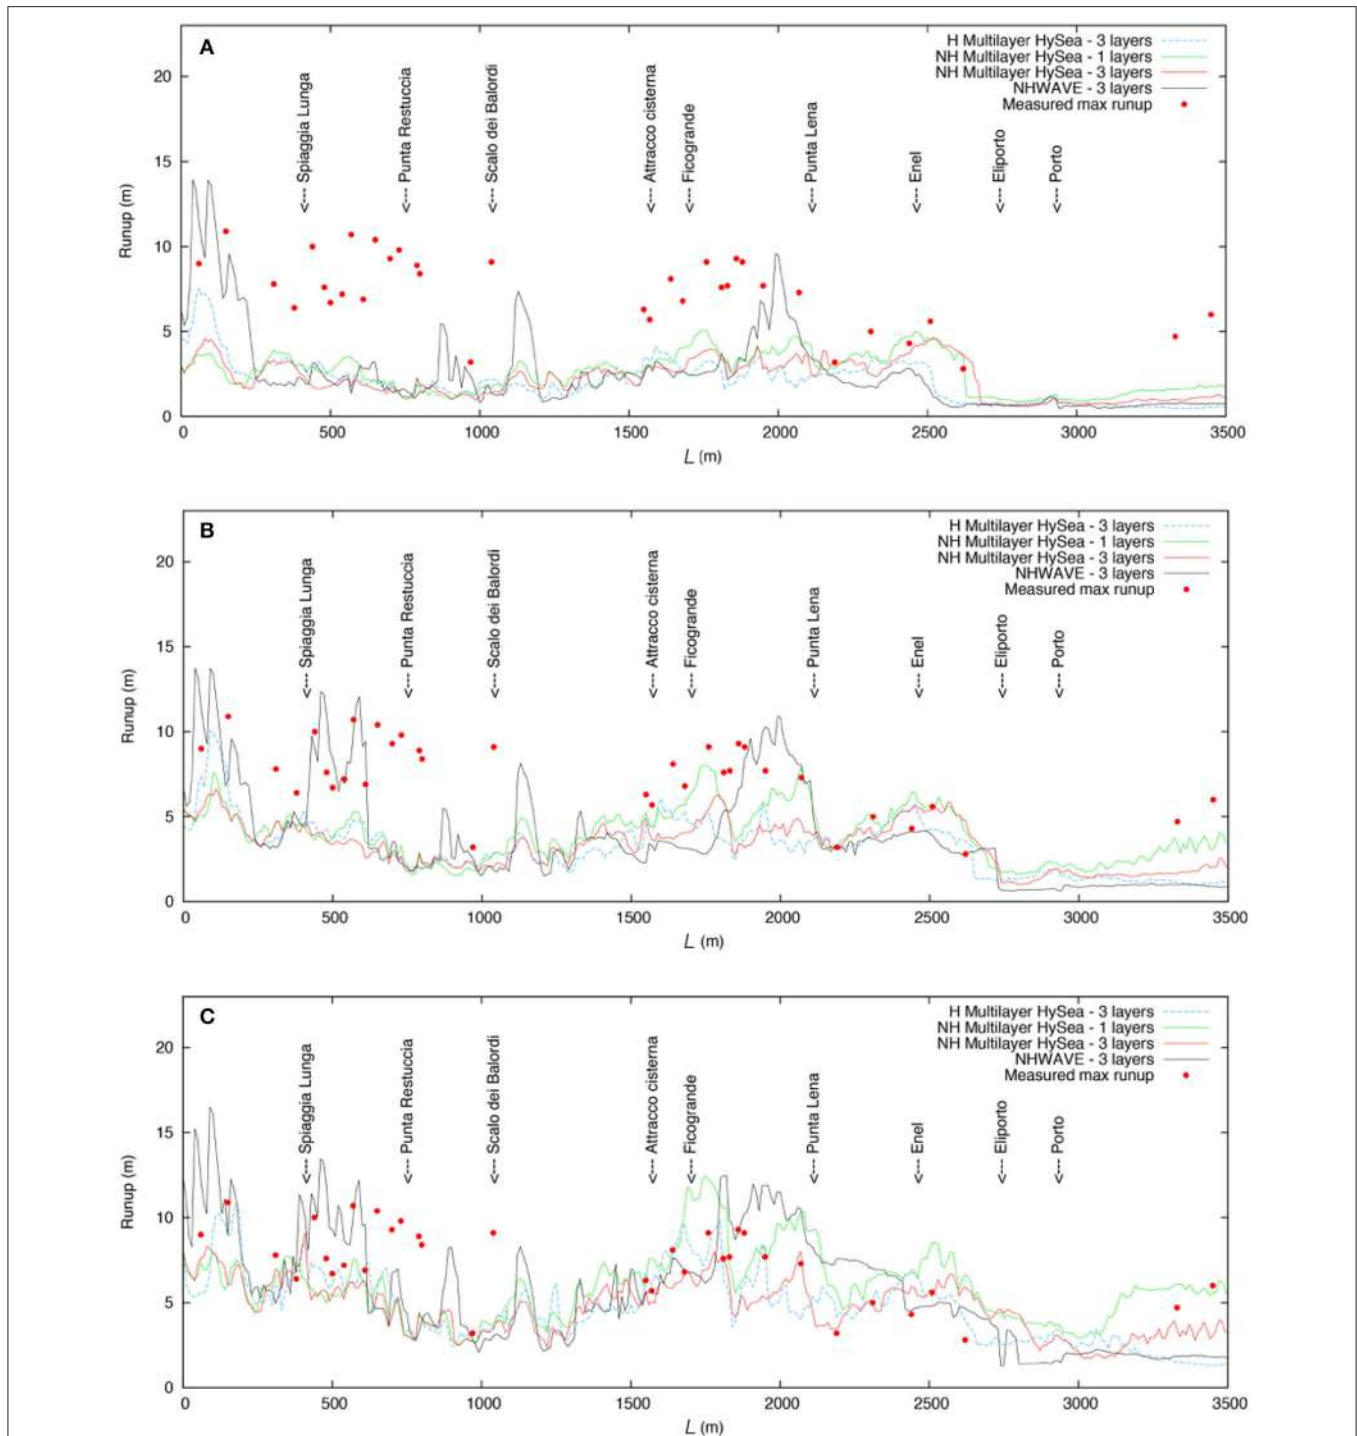 A
H Multilayer HySea - 3 layers
NH Multilayer HySea - 1 layers
NH Multilayer HySea - 3 layers
NHWAVE - 3 layers
Measured max runup
<--- Spiaggia Lunga
<--- Punta Restuccia
<--- Scalo dei Balordi
<--- Attracco cisterna
<--- Ficogrande
<--- Punta Lena
<--- Enel
<--- Eliporto
<--- Porto
Runup (m)
20
15
10
5
0
0 500 1000 1500 2000 2500 3000 3500
L (m)
B
H Multilayer HySea - 3 layers
NH Multilayer HySea - 1 layers
NH Multilayer HySea - 3 layers
NHWAVE - 3 layers
Measured max runup
<--- Spiaggia Lunga
<--- Punta Restuccia
<--- Scalo dei Balordi
<--- Attracco cisterna
<--- Ficogrande
<--- Punta Lena
<--- Enel
<--- Eliporto
<--- Porto
Runup (m)
20
15
10
5
0
0 500 1000 1500 2000 2500 3000 3500
L (m)
C
H Multilayer HySea - 3 layers
NH Multilayer HySea - 1 layers
NH Multilayer HySea - 3 layers
NHWAVE - 3 layers
Measured max runup
<--- Spiaggia Lunga
<--- Punta Restuccia
<--- Scalo dei Balordi
<--- Attracco cisterna
<--- Ficogrande
<--- Punta Lena
<--- Enel
<--- Eliporto
<--- Porto
Runup (m)
20
15
10
5
0
0 500 1000 1500 2000 2500 3000 3500
L (m)